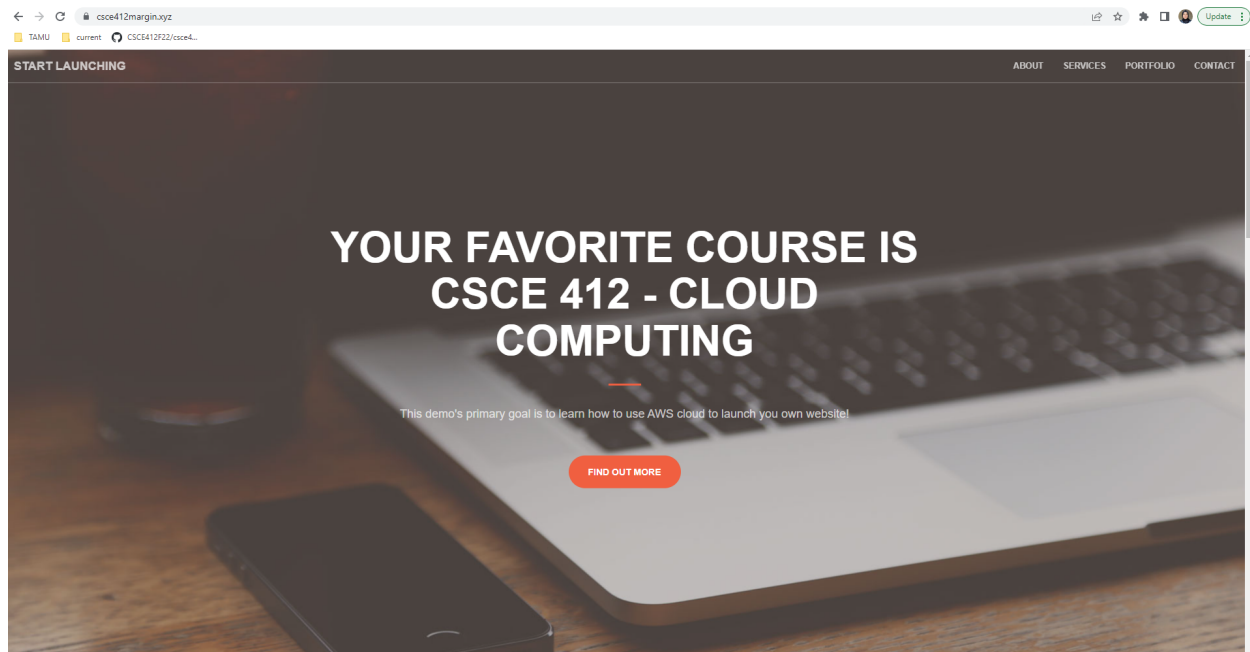 csce412margin.xyz
Update
TAMU current CSCE412F22/csce4...
START LAUNCHING
ABOUT SERVICES PORTFOLIO CONTACT
YOUR FAVORITE COURSE IS
CSCE 412 - CLOUD
COMPUTING
This demo's primary goal is to learn how to use AWS cloud to launch you own website!
FIND OUT MORE